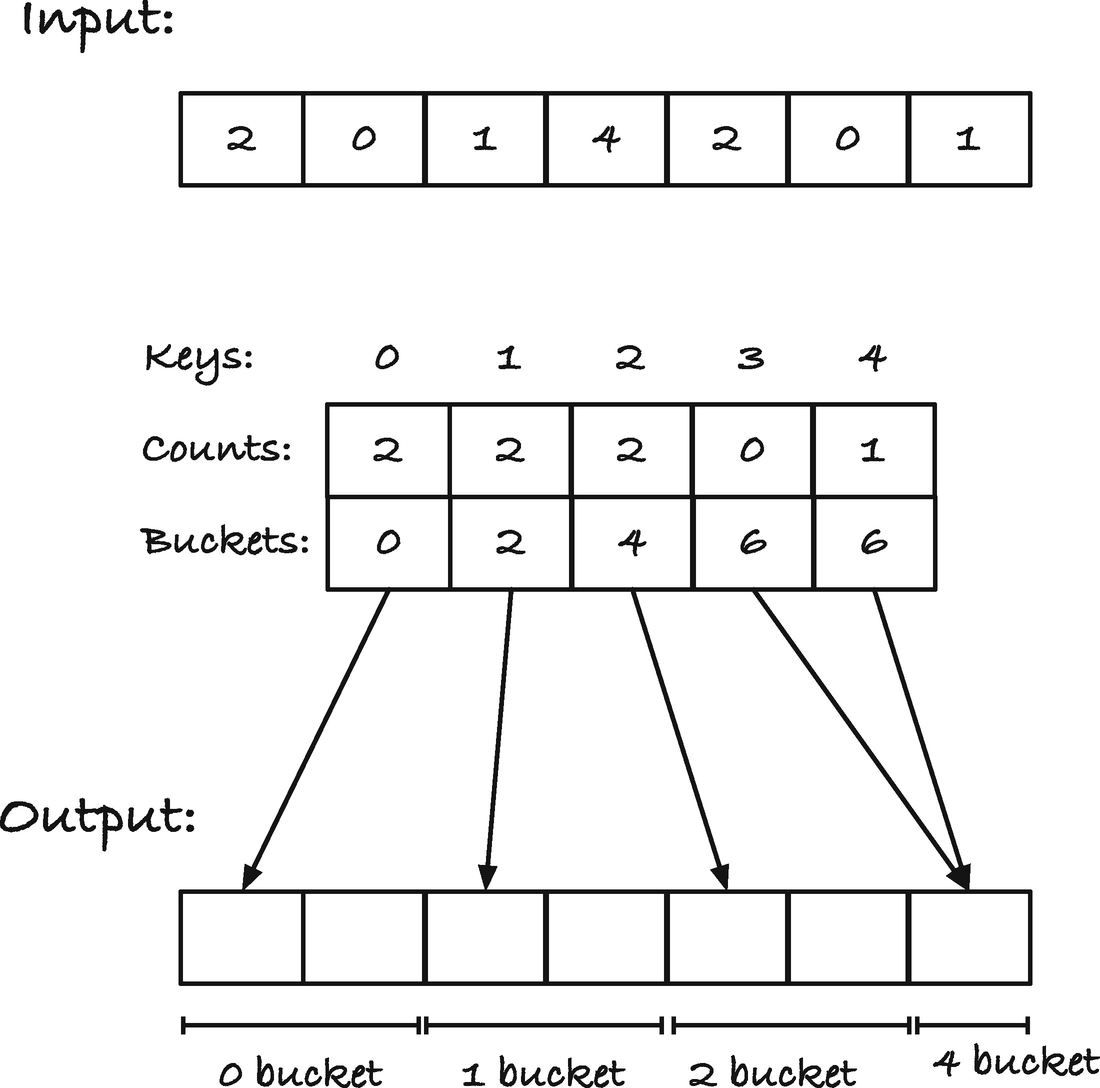 Input:
2 0 1 4 2 0 1
Keys: 0 1 2 3 4
Counts: 2 2 2 0 1
Buckets: 0 2 4 6 6
Output:
0 bucket 1 bucket 2 bucket 4 bucket